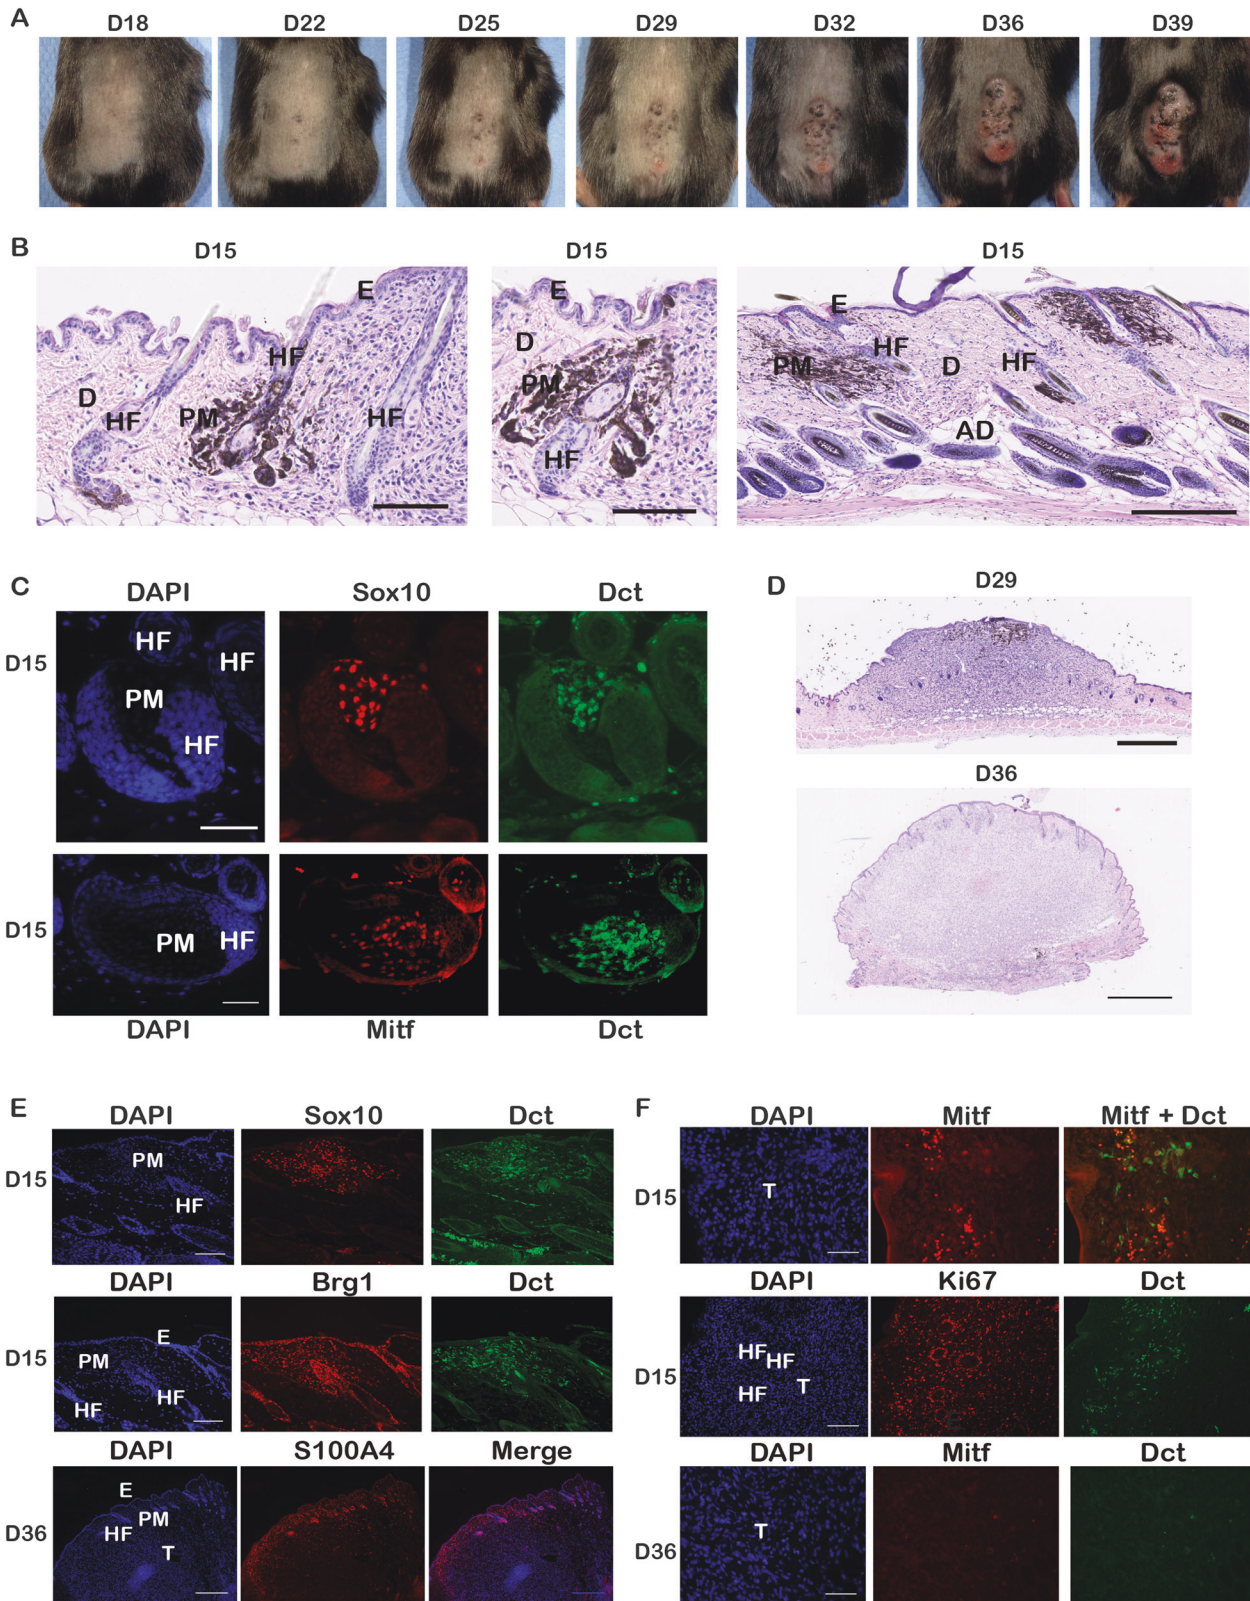 A
D18 D22 D25 D29 D32 D36 D39
B
D15 D15 D15
E
HF
D
HF
PM
HF
E
D
PM
HF
E
HF
PM
D
HF
AD
C
DAPI Sox10 Dct
D15
HF
HF
PM
HF
D15
PM
HF
DAPI Mitf Dct
D
D29
D36
E
DAPI Sox10 Dct
D15
PM
HF
DAPI Brg1 Dct
D15
E
PM
HF
HF
DAPI S100A4 Merge
D36
E
PM
HF
T
F
DAPI Mitf Mitf + Dct
D15
T
DAPI Ki67 Dct
D15
HF
HF
HF
T
DAPI Mitf Dct
D36
T